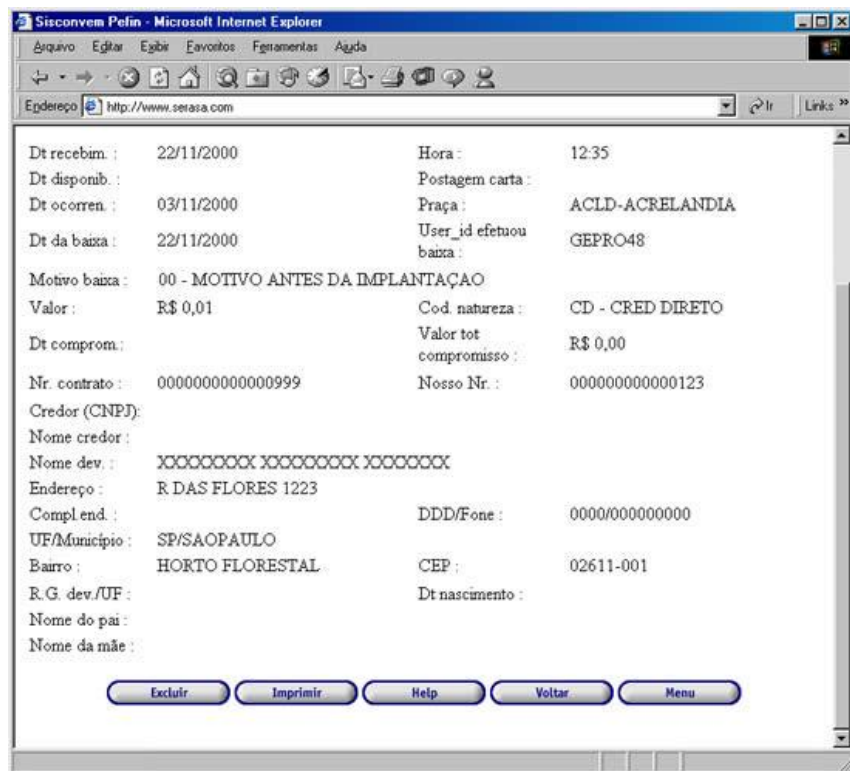 Sisconvem Pefin - Microsoft Internet Explorer
Arquivo Editar Exibir Favoritos Ferramentas Ajuda
Endereço http://www.serasa.com Ir Links »
Dt recebim. : 22/11/2000 Hora : 12:35
Dt disponib. : Postagem carta :
Dt ocorren. : 03/11/2000 Praça : ACLD-ACRELANDIA
Dt da baixa : 22/11/2000 User_id efetuou baixa : GEPRO48
Motivo baixa : 00 - MOTIVO ANTES DA IMPLANTAÇAO
Valor : R$ 0,01 Cod. natureza : CD - CRED DIRETO
Dt comprom.: Valor tot compromisso : R$ 0,00
Nr. contrato : 0000000000000999 Nosso Nr. : 000000000000123
Credor (CNPJ):
Nome credor :
Nome dev. : XXXXXXXXX XXXXXXXXX XXXXXXXX
Endereço : R DAS FLORES 1223
Compl.end. : DDD/Fone : 0000/000000000
UF/Município : SP/SAOPAULO
Bairro : HORTO FLORESTAL CEP : 02611-001
R.G. dev./UF : Dt nascimento :
Nome do pai :
Nome da mãe :
Excluir Imprimir Help Voltar Menu